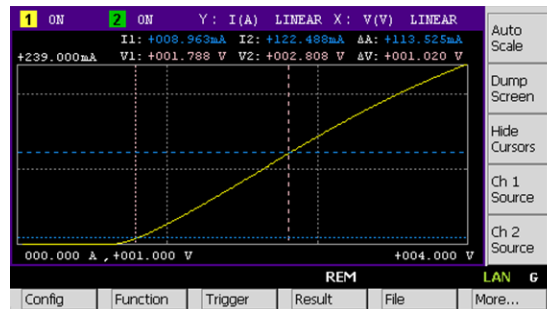 1 ON 2 ON Y: I(A) LINEAR X: V(V) LINEAR
I1: +008.963mA I2: +122.488mA ΔA: +113.525mA
+239.000mA V1: +001.788 V V2: +002.808 V ΔV: +001.020 V
000.000 A ,+001.000 V +004.000 V
Auto
Scale
Dump
Screen
Hide
Cursors
Ch 1
Source
Ch 2
Source
REM LAN G
Config Function Trigger Result File More...